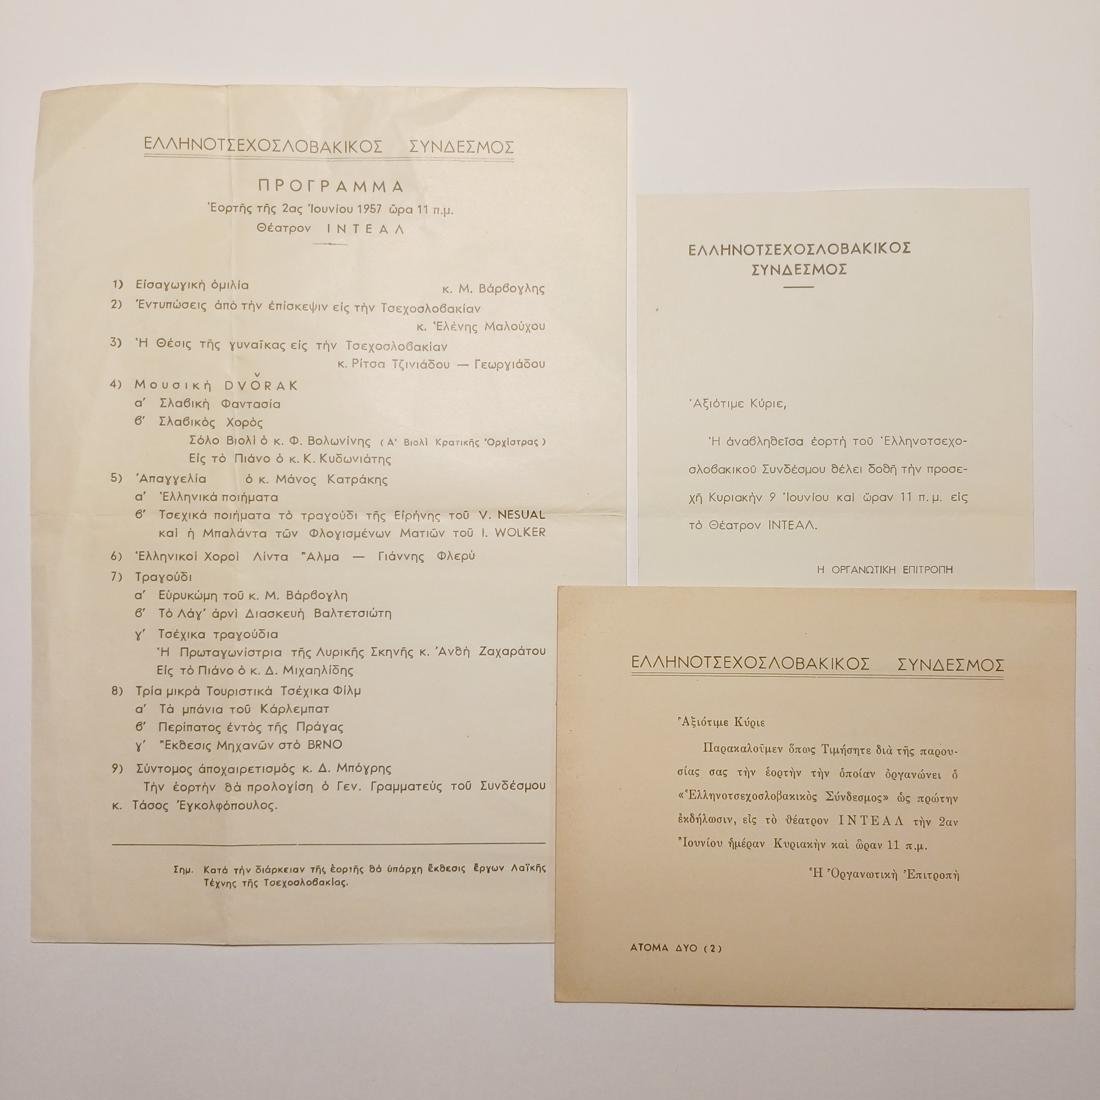 ΕΛΛΗΝΟΤΣΕΧΟΣΛΟΒΑΚΙΚΟΣ ΣΥΝΔΕΣΜΟΣ
ΠΡΟΓΡΑΜΜΑ
Ἑορτῆς τῆς 2ας Ἰουνίου 1957 ὥρα 11 π.μ.
Θέατρον ΙΝΤΕΑΛ
1) Εἰσαγωγικὴ ὁμιλία κ. Μ. Βάρβογλης
2) Ἐντυπώσεις ἀπὸ τὴν ἐπίσκεψιν εἰς τὴν Τσεχοσλοβακίαν
κ. Ἑλένης Μαλούχου
3) Ἡ Θέσις τῆς γυναίκας εἰς τὴν Τσεχοσλοβακίαν
κ. Ρίτσα Τζινιάδου — Γεωργιάδου
4) Μουσικὴ DVOŘAK
α' Σλαβικὴ Φαντασία
β' Σλαβικὸς Χορὸς
Σόλο Βιολὶ ὁ κ. Φ. Βολωνίνης (Α' Βιολὶ Κρατικῆς Ὀρχίστρας)
Εἰς τὸ Πιάνο ὁ κ. Κ. Κυδωνιάτης
5) Ἀπαγγελία ὁ κ. Μάνος Κατράκης
α' Ἑλληνικὰ ποιήματα
β' Τσεχικὰ ποιήματα τὸ τραγούδι τῆς Εἰρήνης τοῦ V. NESUAL
καὶ ἡ Μπαλάντα τῶν Φλογισμένων Ματιῶν τοῦ I. WOLKER
6) Ἑλληνικοὶ Χοροὶ Λίντα Ἄλμα — Γιάννης Φλερὺ
7) Τραγούδι
α' Εὐρυκώμη τοῦ κ. Μ. Βάρβογλη
β' Τὸ Λάγ' ἀρνὶ Διασκευὴ Βαλτετσιώτη
γ' Τσέχικα τραγούδια
Ἡ Πρωταγωνίστρια τῆς Λυρικῆς Σκηνῆς κ. Ἀνθὴ Ζαχαράτου
Εἰς τὸ Πιάνο ὁ κ. Δ. Μιχαηλίδης
8) Τρία μικρὰ Τουριστικὰ Τσέχικα Φὶλμ
α' Τὰ μπάνια τοῦ Κάρλεμπατ
β' Περίπατος ἐντὸς τῆς Πράγας
γ' Ἔκθεσις Μηχανῶν στὸ BRNO
9) Σύντομος ἀποχαιρετισμὸς κ. Δ. Μπόγρης
Τὴν ἑορτὴν θὰ προλογίση ὁ Γεν. Γραμματεὺς τοῦ Συνδέσμου
κ. Τάσος Ἐγκολφόπουλος.
Σημ. Κατὰ τὴν διάρκειαν τῆς ἑορτῆς θὰ ὑπάρχη ἔκθεσις ἔργων Λαϊκῆς
Τέχνης τῆς Τσεχοσλοβακίας.
ΕΛΛΗΝΟΤΣΕΧΟΣΛΟΒΑΚΙΚΟΣ
ΣΥΝΔΕΣΜΟΣ
Ἀξιότιμε Κύριε,
Ἡ ἀναβληθεῖσα ἑορτὴ τοῦ Ἑλληνοτσεχο-
σλοβακικοῦ Συνδέσμου θέλει δοθῆ τὴν προσε-
χῆ Κυριακὴν 9 Ἰουνίου καὶ ὥραν 11 π.μ. εἰς
τὸ Θέατρον ΙΝΤΕΑΛ.
Η ΟΡΓΑΝΩΤΙΚΗ ΕΠΙΤΡΟΠΗ
ΕΛΛΗΝΟΤΣΕΧΟΣΛΟΒΑΚΙΚΟΣ ΣΥΝΔΕΣΜΟΣ
Ἀξιότιμε Κύριε
Παρακαλοῦμεν ὅπως Τιμήσητε διὰ τῆς παρου-
σίας σας τὴν ἑορτὴν τὴν ὁποίαν ὀργανώνει ὁ
«Ἑλληνοτσεχοσλοβακικὸς Σύνδεσμος» ὡς πρώτην
ἐκδήλωσιν, εἰς τὸ θέατρον ΙΝΤΕΑΛ τὴν 2αν
Ἰουνίου ἡμέραν Κυριακὴν καὶ ὥραν 11 π.μ.
Ἡ Ὀργανωτικὴ Ἐπιτροπὴ
ΑΤΟΜΑ ΔΥΟ (2)